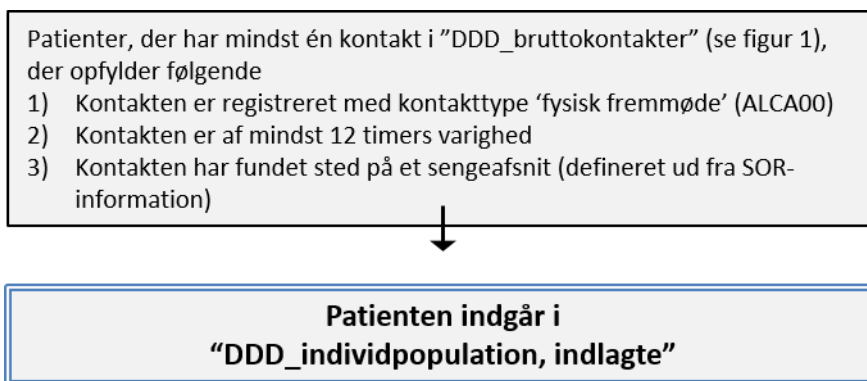 Patienter, der har mindst én kontakt i ”DDD_bruttokontakter” (se figur 1),
der opfylder følgende
1) Kontakten er registreret med kontakttype ‘fysisk fremmøde’ (ALCA00)
2) Kontakten er af mindst 12 timers varighed
3) Kontakten har fundet sted på et sengeafsnit (defineret ud fra SOR-
information)
Patienten indgår i
“DDD_individpopulation, indlagte”